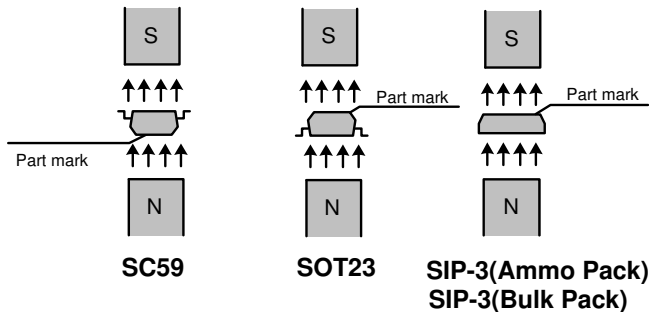 S
S
S
Part mark
Part mark
Part mark
N
N
N
SC59
SOT23
SIP-3(Ammo Pack)
SIP-3(Bulk Pack)